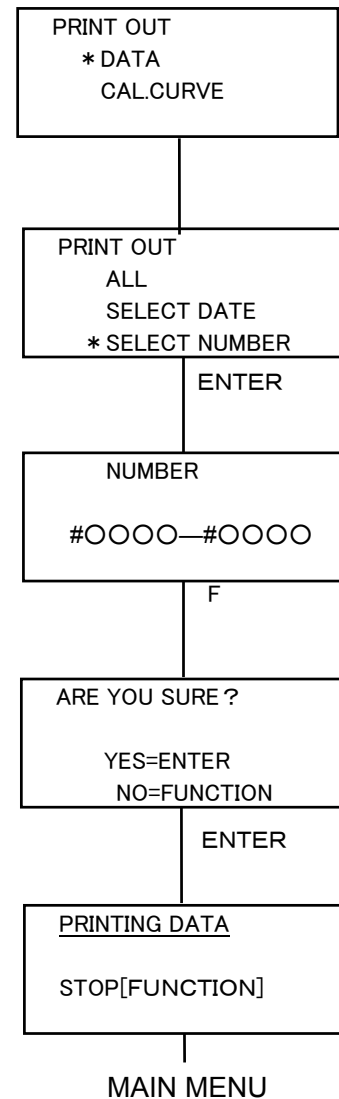 PRINT OUT
* DATA
CAL.CURVE
PRINT OUT
ALL
SELECT DATE
* SELECT NUMBER
ENTER
NUMBER
#○○○○—#○○○○
F
ARE YOU SURE?
YES=ENTER
NO=FUNCTION
ENTER
PRINTING DATA
STOP[FUNCTION]
MAIN MENU